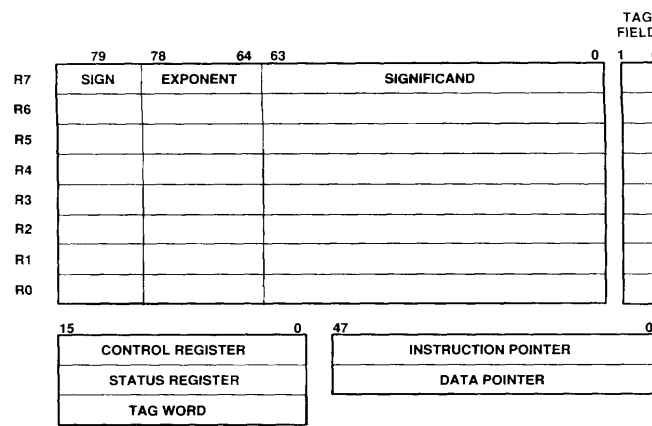 TAG
FIELD
79 78 64 63 0 1
R7 SIGN EXPONENT SIGNIFICAND
R6
R5
R4
R3
R2
R1
R0
15 0 47 0
CONTROL REGISTER INSTRUCTION POINTER
STATUS REGISTER DATA POINTER
TAG WORD